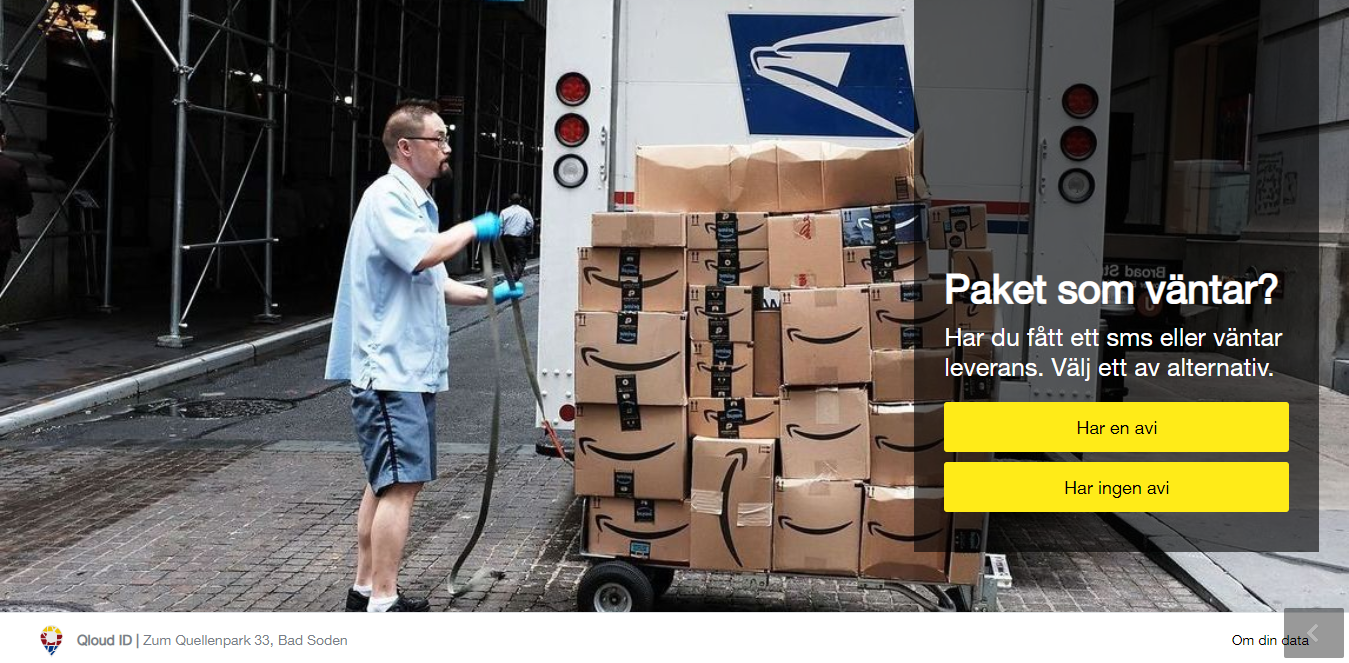 Paket som väntar?
Har du fått ett sms eller väntar
leverans. Välj ett av alternativ.
Har en avi
Har ingen avi
Qloud ID | Zum Quellenpark 33, Bad Soden
Om din data